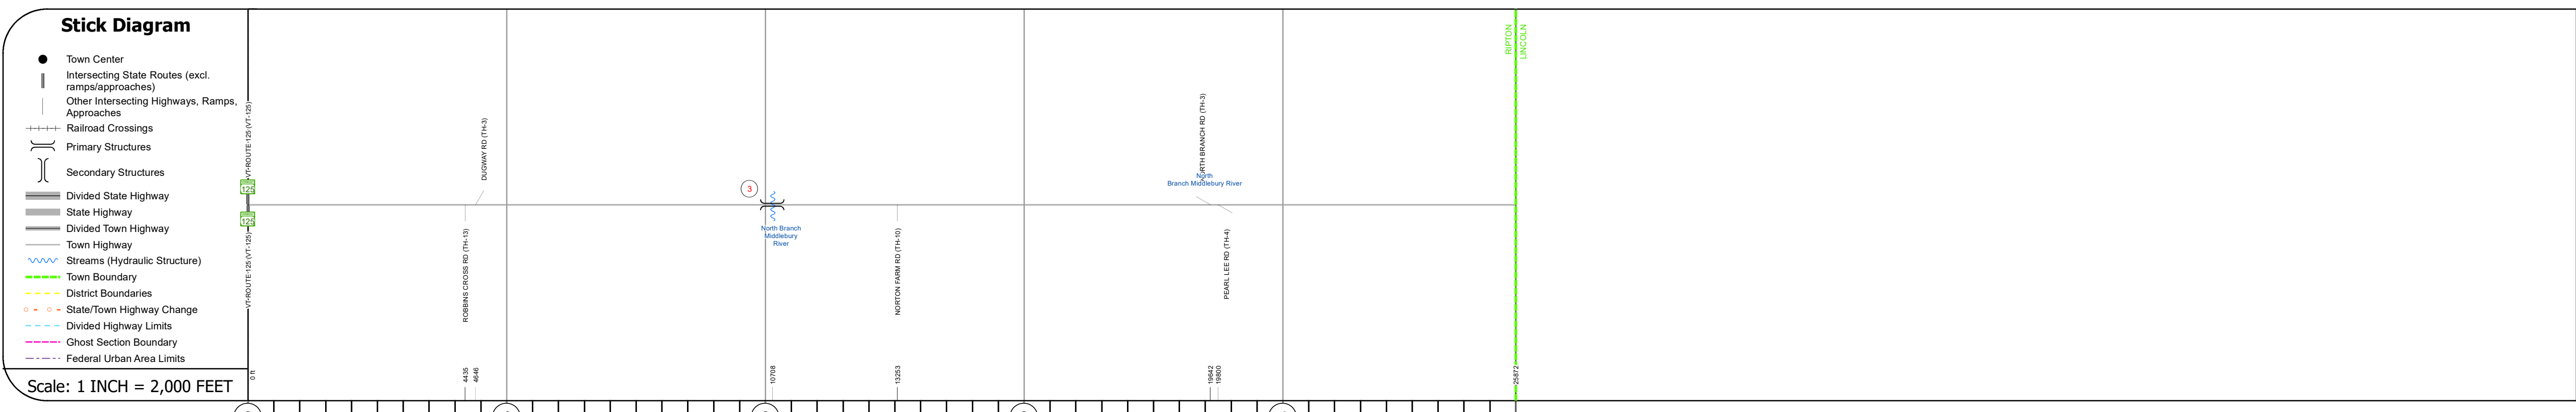 Stick Diagram
Town Center
Intersecting State Routes (excl.
ramps/approaches)
Other Intersecting Highways, Ramps,
Approaches
Railroad Crossings
Primary Structures
Secondary Structures
Divided State Highway
State Highway
Divided Town Highway
Town Highway
Streams (Hydraulic Structure)
Town Boundary
District Boundaries
State/Town Highway Change
Divided Highway Limits
Ghost Section Boundary
Federal Urban Area Limits
Scale: 1 INCH = 2,000 FEET
VT-ROUTE-125 (VT-125)
125
125
VT-ROUTE-125 (VT-125)
0 ft
ROBBINS CROSS RD (TH-13)
4435
DUGWAY RD (TH-3)
4646
3
North Branch
Middlebury
River
10708
NORTON FARM RD (TH-10)
13253
NORTH BRANCH RD (TH-3)
North
Branch Middlebury River
19642
PEARL LEE RD (TH-4)
19800
RIPTON
LINCOLN
25872